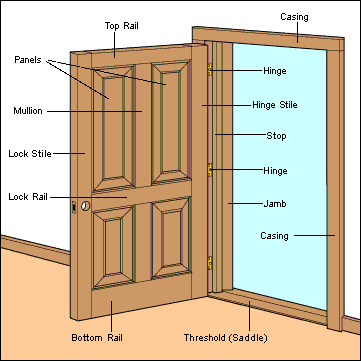 Casing
Top Rail
Panels
Hinge
Mullion
Hinge Stile
Stop
Lock Stile
Hinge
Lock Rail
Jamb
Casing
Bottom Rail
Threshold (Saddle)